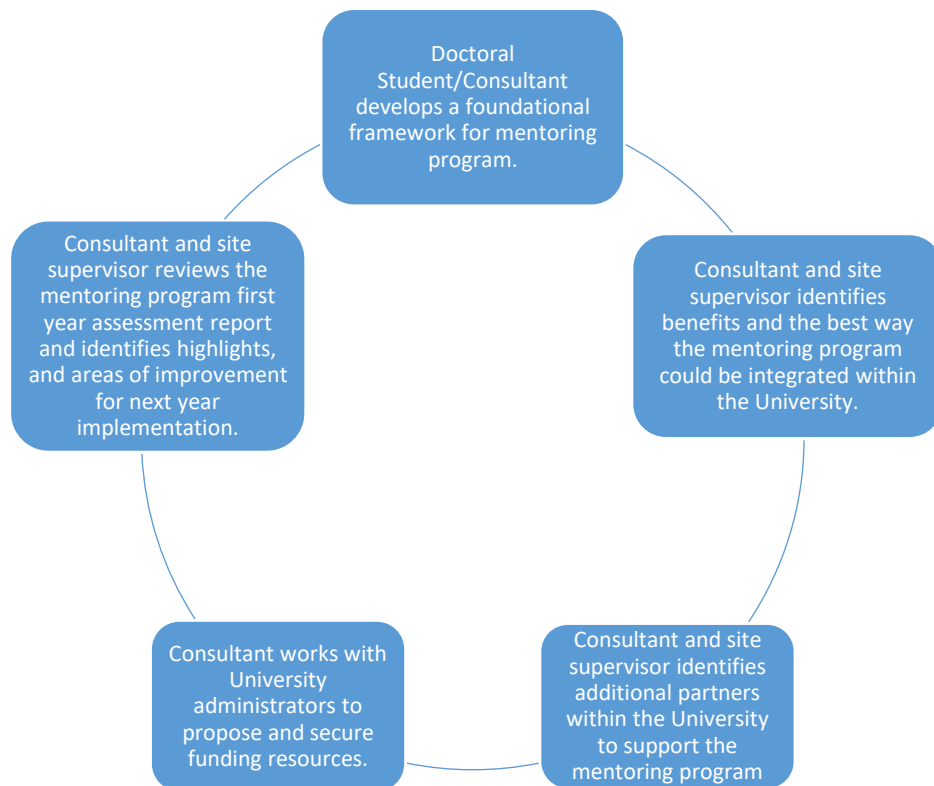 Doctoral
Student/Consultant
develops a foundational
framework for mentoring
program.
Consultant and site
supervisor identifies
benefits and the best way
the mentoring program
could be integrated within
the University.
Consultant and site
supervisor identifies
additional partners
within the University
to support the
mentoring program
Consultant works with
University
administrators to
propose and secure
funding resources.
Consultant and site
supervisor reviews the
mentoring program first
year assessment report
and identifies highlights,
and areas of improvement
for next year
implementation.